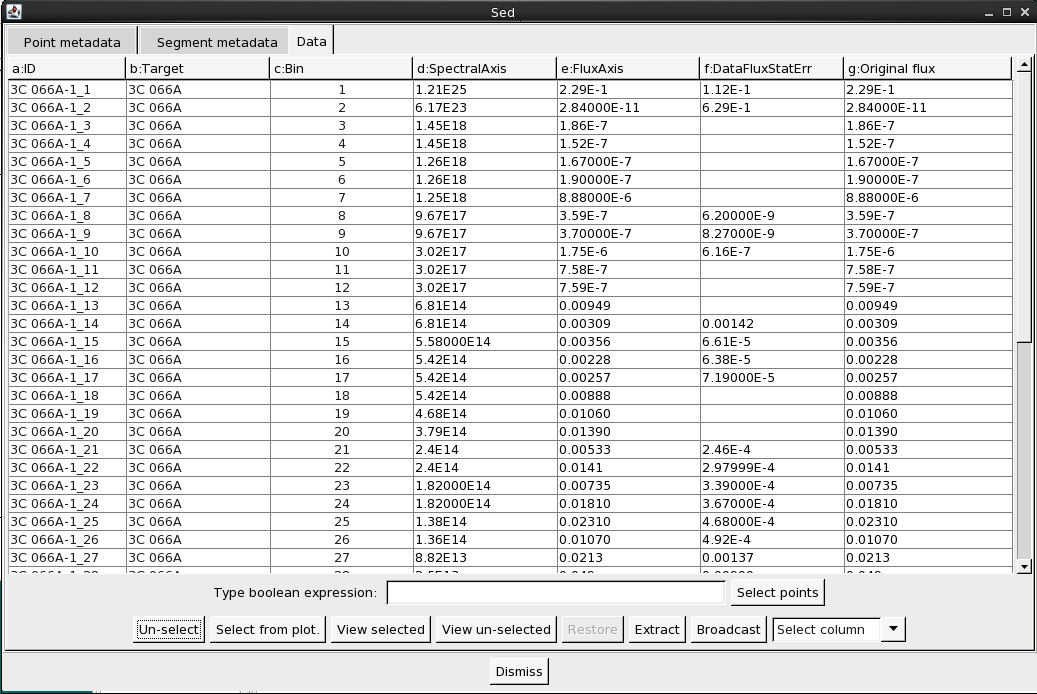 Sed
Point metadata Segment metadata Data
a:ID b:Target c:Bin d:SpectralAxis e:FluxAxis f:DataFluxStatErr g:Original flux
3C 066A-1_1 3C 066A 1 1.21E25 2.29E-1 1.12E-1 2.29E-1
3C 066A-1_2 3C 066A 2 6.17E23 2.84000E-11 6.29E-1 2.84000E-11
3C 066A-1_3 3C 066A 3 1.45E18 1.86E-7 1.86E-7
3C 066A-1_4 3C 066A 4 1.45E18 1.52E-7 1.52E-7
3C 066A-1_5 3C 066A 5 1.26E18 1.67000E-7 1.67000E-7
3C 066A-1_6 3C 066A 6 1.26E18 1.90000E-7 1.90000E-7
3C 066A-1_7 3C 066A 7 1.25E18 8.88000E-6 8.88000E-6
3C 066A-1_8 3C 066A 8 9.67E17 3.59E-7 6.20000E-9 3.59E-7
3C 066A-1_9 3C 066A 9 9.67E17 3.70000E-7 8.27000E-9 3.70000E-7
3C 066A-1_10 3C 066A 10 3.02E17 1.75E-6 6.16E-7 1.75E-6
3C 066A-1_11 3C 066A 11 3.02E17 7.58E-7 7.58E-7
3C 066A-1_12 3C 066A 12 3.02E17 7.59E-7 7.59E-7
3C 066A-1_13 3C 066A 13 6.81E14 0.00949 0.00949
3C 066A-1_14 3C 066A 14 6.81E14 0.00309 0.00142 0.00309
3C 066A-1_15 3C 066A 15 5.58000E14 0.00356 6.61E-5 0.00356
3C 066A-1_16 3C 066A 16 5.42E14 0.00228 6.38E-5 0.00228
3C 066A-1_17 3C 066A 17 5.42E14 0.00257 7.19000E-5 0.00257
3C 066A-1_18 3C 066A 18 5.42E14 0.00888 0.00888
3C 066A-1_19 3C 066A 19 4.68E14 0.01060 0.01060
3C 066A-1_20 3C 066A 20 3.79E14 0.01390 0.01390
3C 066A-1_21 3C 066A 21 2.4E14 0.00533 2.46E-4 0.00533
3C 066A-1_22 3C 066A 22 2.4E14 0.0141 2.97999E-4 0.0141
3C 066A-1_23 3C 066A 23 1.82000E14 0.00735 3.39000E-4 0.00735
3C 066A-1_24 3C 066A 24 1.82000E14 0.01810 3.67000E-4 0.01810
3C 066A-1_25 3C 066A 25 1.38E14 0.02310 4.68000E-4 0.02310
3C 066A-1_26 3C 066A 26 1.36E14 0.01070 4.92E-4 0.01070
3C 066A-1_27 3C 066A 27 8.82E13 0.0213 0.00137 0.0213
Type boolean expression: Select points
Un-select Select from plot. View selected View un-selected Restore Extract Broadcast Select column
Dismiss